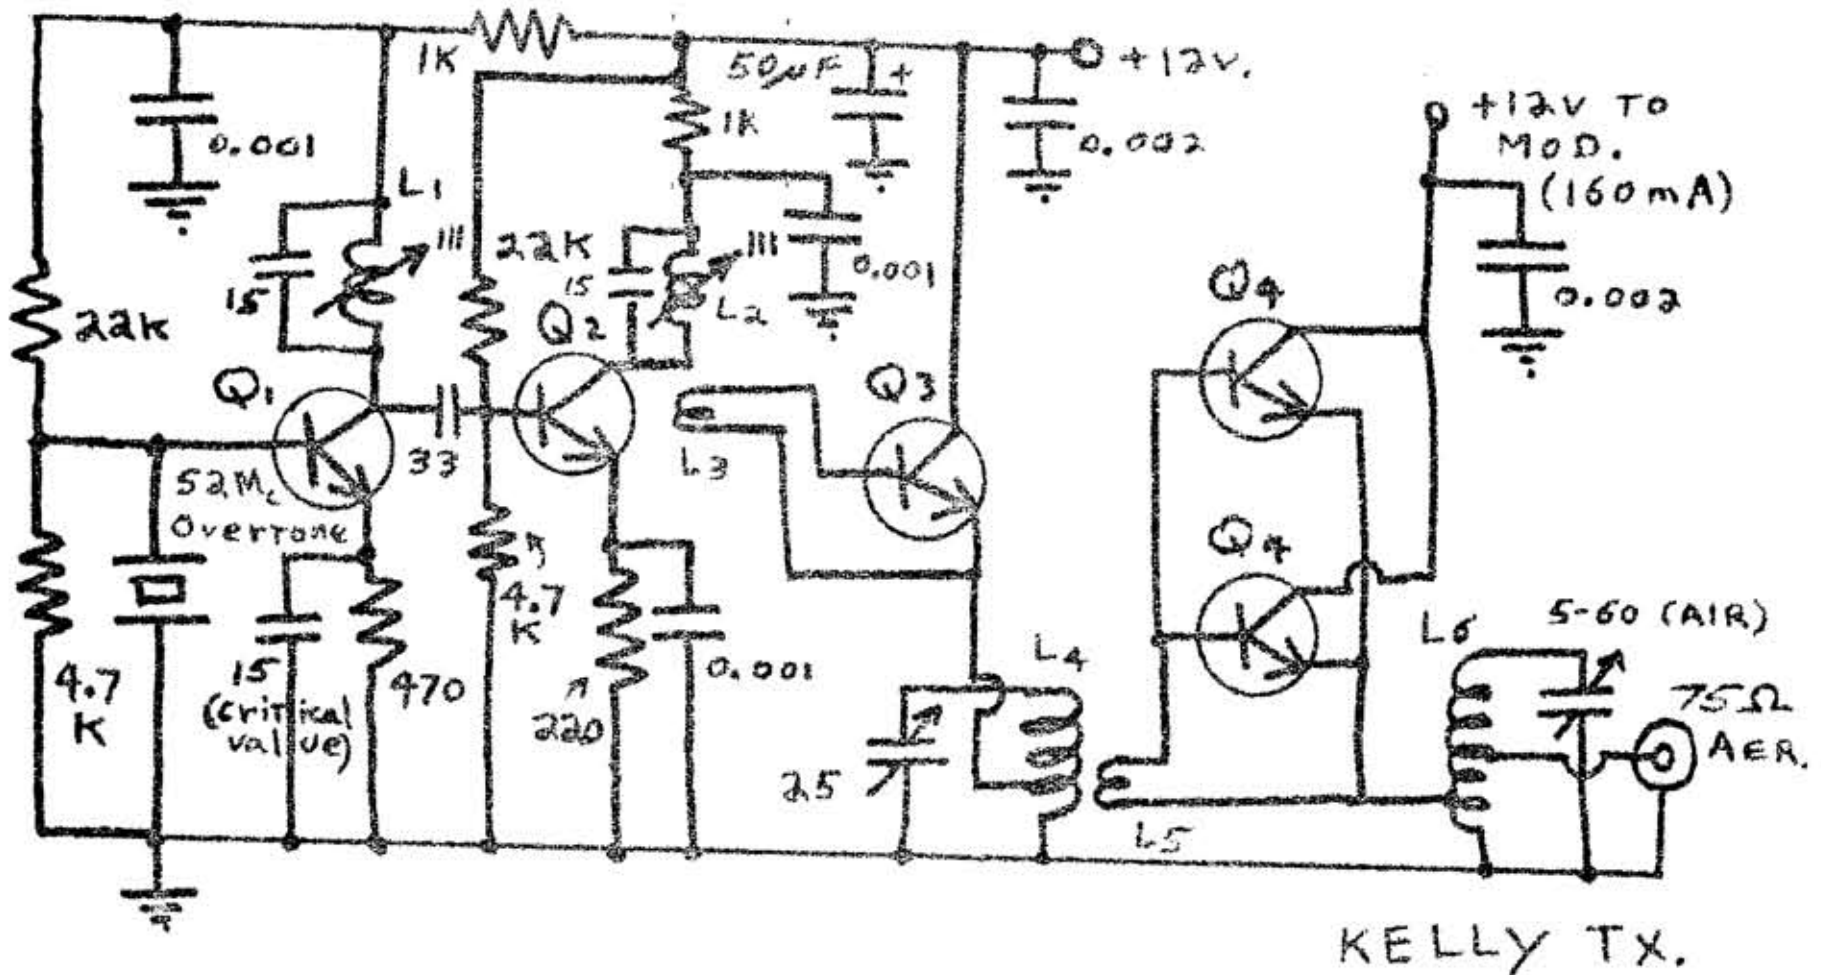 1K
50µF
+
+12v.
+12V TO
MOD.
(160mA)
0.001
1K
0.002
L1
15
22K
22K
15
L2
0.001
0.002
Q1
Q2
Q3
Q4
Q4
33
L3
52Mc
Overtone
4.7
K
15
(critical
value)
470
4.7
K
220
0.001
25
L4
L5
L6
5-60 (AIR)
75Ω
AER.
KELLY TX.